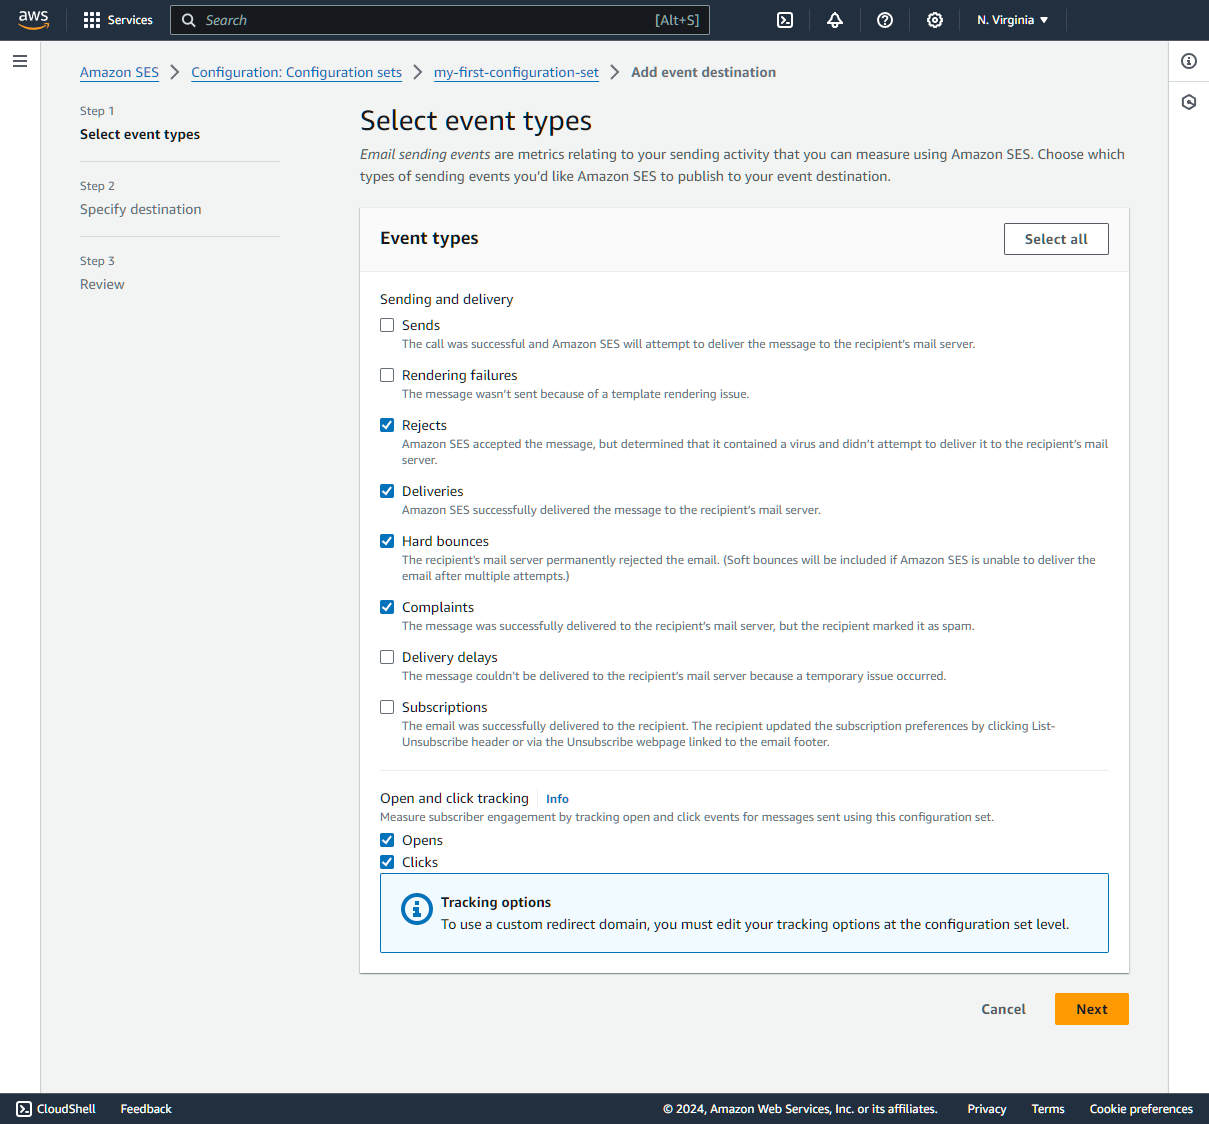 aws
Services
Search
[Alt+S]
N. Virginia
Amazon SES
Configuration: Configuration sets
my-first-configuration-set
Add event destination
Step 1
Select event types
Step 2
Specify destination
Step 3
Review
Select event types
Email sending events are metrics relating to your sending activity that you can measure using Amazon SES. Choose which
types of sending events you'd like Amazon SES to publish to your event destination.
Event types
Select all
Sending and delivery
Sends
The call was successful and Amazon SES will attempt to deliver the message to the recipient's mail server.
Rendering failures
The message wasn't sent because of a template rendering issue.
Rejects
Amazon SES accepted the message, but determined that it contained a virus and didn't attempt to deliver it to the recipient's mail
server.
Deliveries
Amazon SES successfully delivered the message to the recipient's mail server.
Hard bounces
The recipient's mail server permanently rejected the email. (Soft bounces will be included if Amazon SES is unable to deliver the
email after multiple attempts.)
Complaints
The message was successfully delivered to the recipient's mail server, but the recipient marked it as spam.
Delivery delays
The message couldn't be delivered to the recipient's mail server because a temporary issue occurred.
Subscriptions
The email was successfully delivered to the recipient. The recipient updated the subscription preferences by clicking List-
Unsubscribe header or via the Unsubscribe webpage linked to the email footer.
Open and click tracking
Info
Measure subscriber engagement by tracking open and click events for messages sent using this configuration set.
Opens
Clicks
Tracking options
To use a custom redirect domain, you must edit your tracking options at the configuration set level.
Cancel
Next
CloudShell
Feedback
© 2024, Amazon Web Services, Inc. or its affiliates.
Privacy
Terms
Cookie preferences